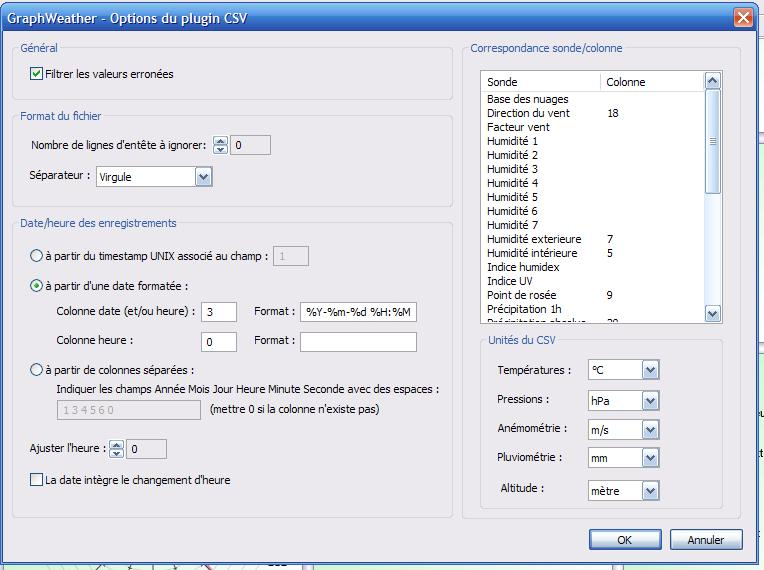 GraphWeather - Options du plugin CSV
Général
Filtrer les valeurs erronées
Format du fichier
Nombre de lignes d'entête à ignorer: 0
Séparateur : Virgule
Date/heure des enregistrements
à partir du timestamp UNIX associé au champ : 1
à partir d'une date formatée :
Colonne date (et/ou heure) : 3 Format : %Y-%m-%d %H:%M
Colonne heure : 0 Format :
à partir de colonnes séparées :
Indiquer les champs Année Mois Jour Heure Minute Seconde avec des espaces :
1 3 4 5 6 0 (mettre 0 si la colonne n'existe pas)
Ajuster l'heure : 0
La date intègre le changement d'heure
Correspondance sonde/colonne
Sonde Colonne
Base des nuages
Direction du vent 18
Facteur vent
Humidité 1
Humidité 2
Humidité 3
Humidité 4
Humidité 5
Humidité 6
Humidité 7
Humidité exterieure 7
Humidité intérieure 5
Indice humidex
Indice UV
Point de rosée 9
Précipitation 1h
Précipitation absolue 20
Unités du CSV
Températures : °C
Pressions : hPa
Anémométrie : m/s
Pluviométrie : mm
Altitude : mètre
OK Annuler